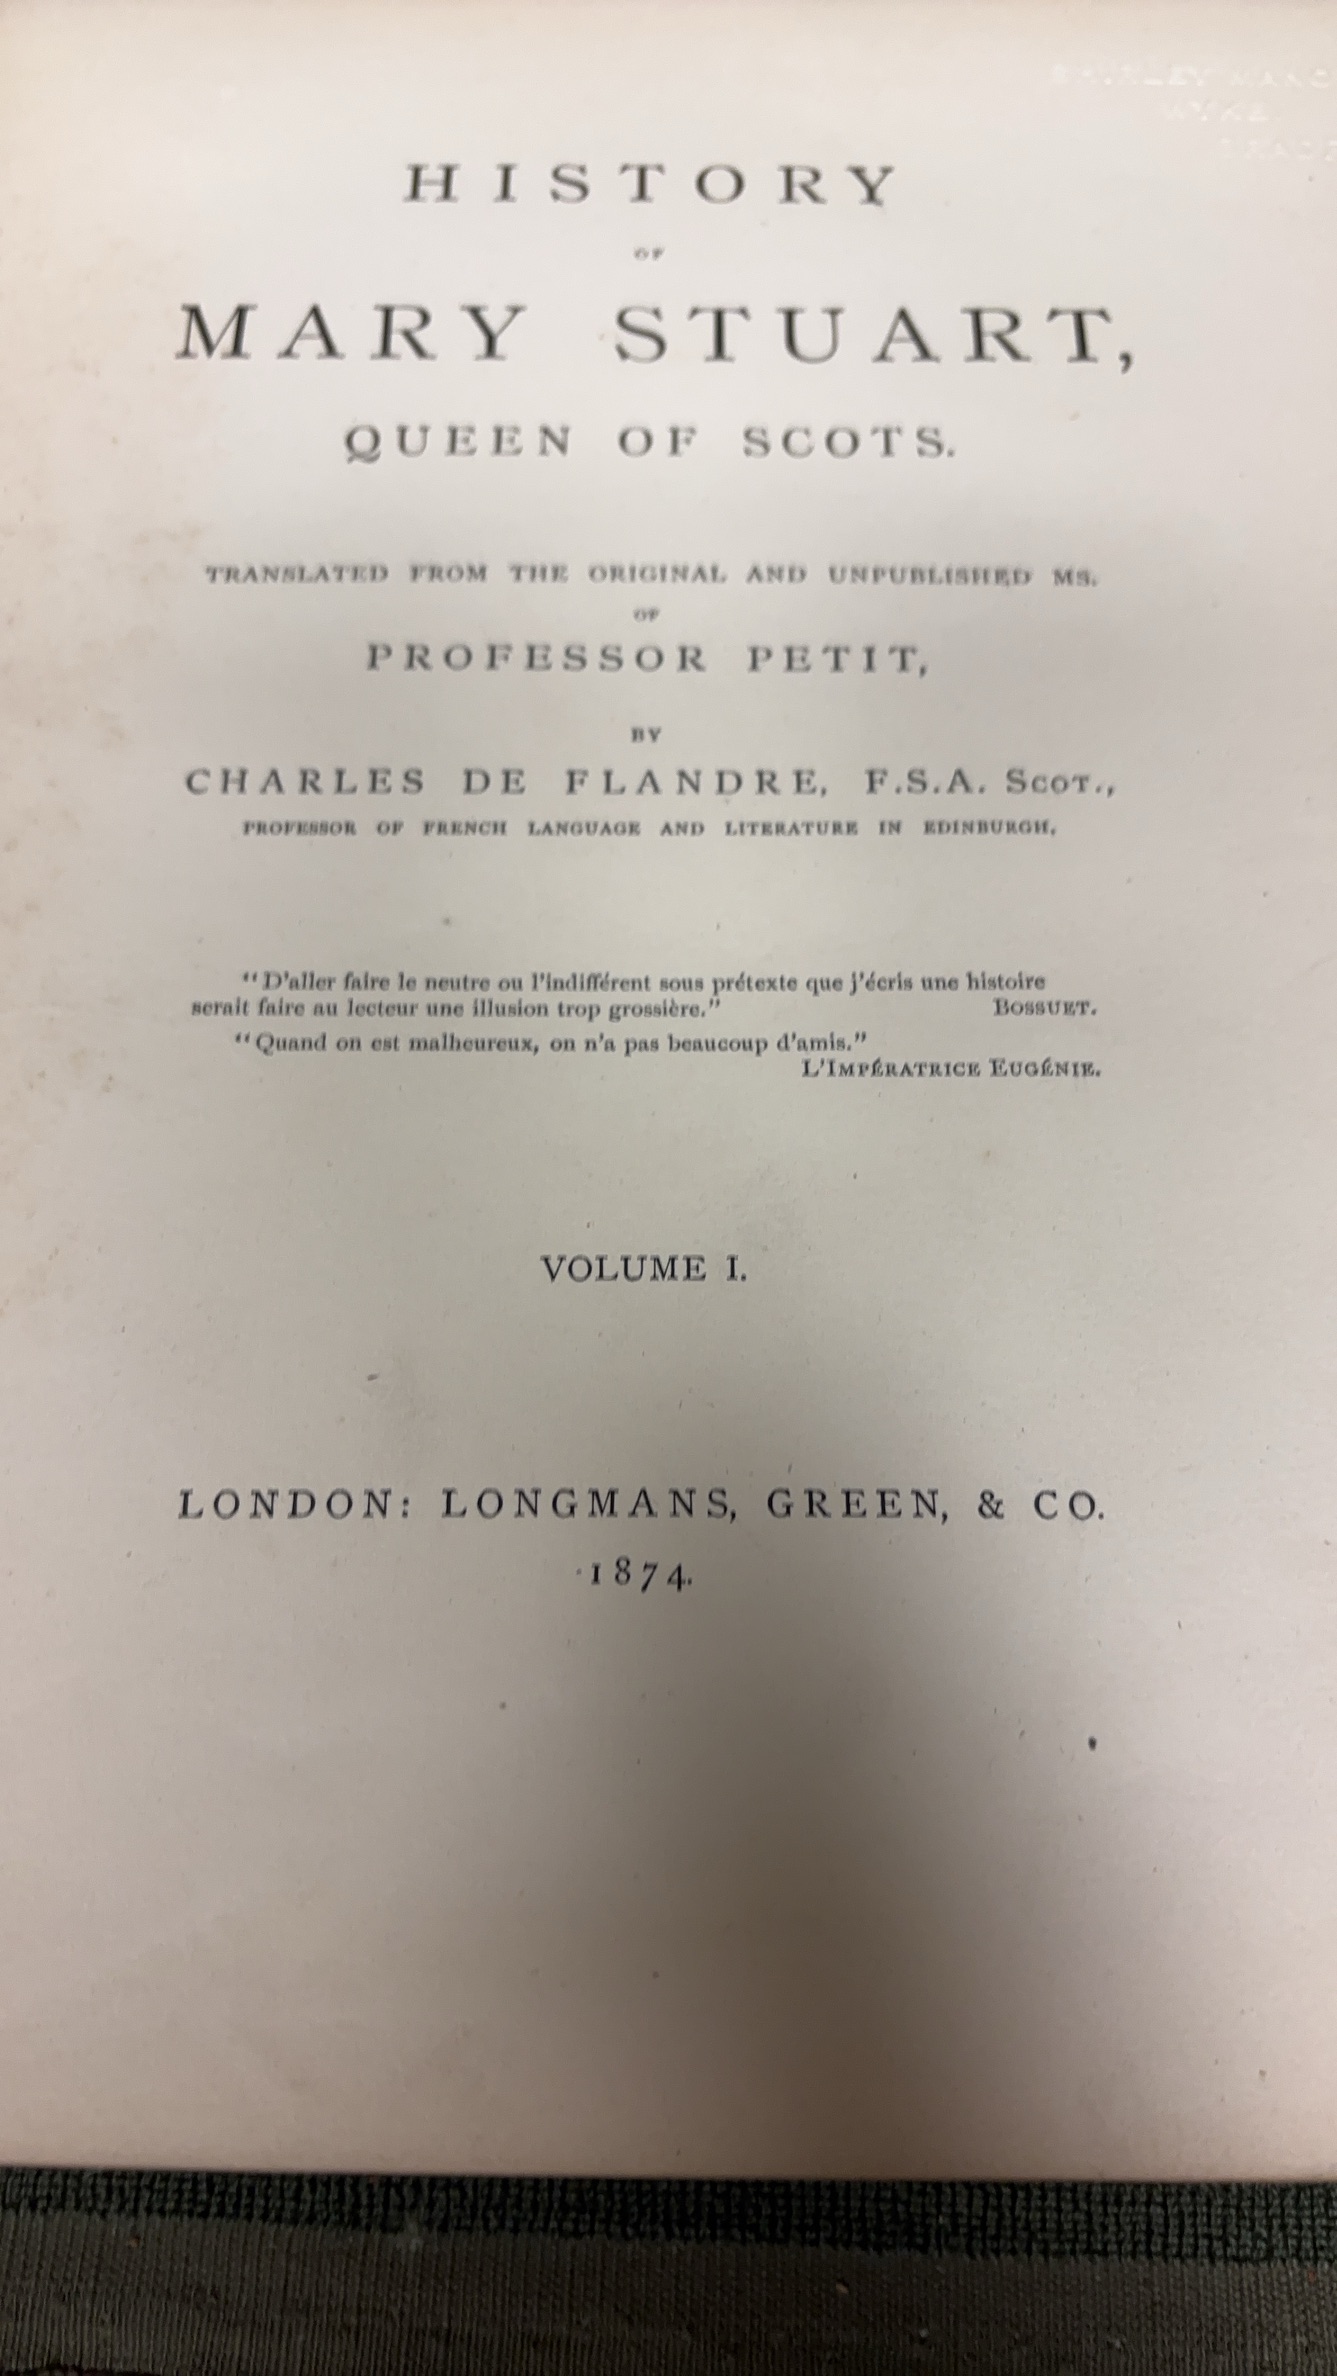 HISTORY
OF
MARY STUART,
QUEEN OF SCOTS.
TRANSLATED FROM THE ORIGINAL AND UNPUBLISHED MS.
OF
PROFESSOR PETIT,
BY
CHARLES DE FLANDRE, F.S.A. SCOT.,
PROFESSOR OF FRENCH LANGUAGE AND LITERATURE IN EDINBURGH.
"D'aller faire le neutre ou l'indifférent sous prétexte que j'écris une histoire
serait faire au lecteur une illusion trop grossière." BOSSUET.
"Quand on est malheureux, on n'a pas beaucoup d'amis."
L'IMPÉRATRICE EUGÉNIE.
VOLUME I.
LONDON: LONGMANS, GREEN, & CO.
1874.